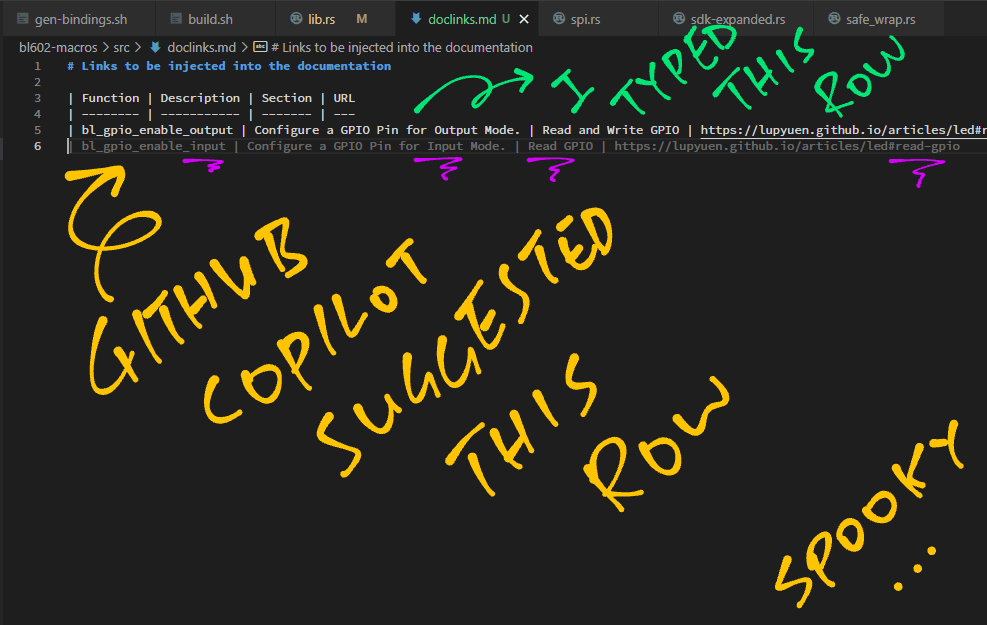 gen-bindings.sh build.sh lib.rs M doclinks.md U × spi.rs sdk-expanded.rs safe_wrap.rs
bl602-macros > src > doclinks.md > abc # Links to be injected into the documentation
1 # Links to be injected into the documentation
2
3 | Function | Description | Section | URL
4 | -------- | ----------- | ------- | ---
5 | bl_gpio_enable_output | Configure a GPIO Pin for Output Mode. | Read and Write GPIO | https://lupyuen.github.io/articles/led#r
6 | bl_gpio_enable_input | Configure a GPIO Pin for Input Mode. | Read GPIO | https://lupyuen.github.io/articles/led#read-gpio
I TYPED THIS ROW
GITHUB
COPILOT
SUGGESTED
THIS
ROW
SPOOKY
...